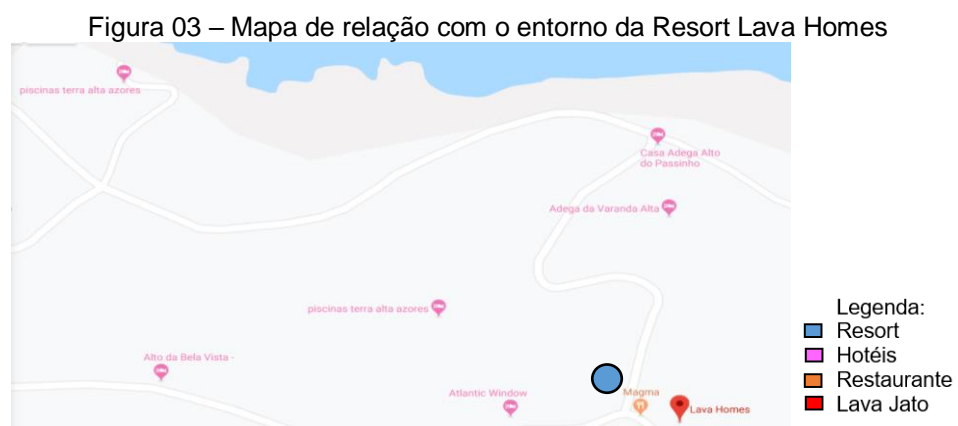 Figura 03 – Mapa de relação com o entorno da Resort Lava Homes
piscinas terra alta azores
Casa Adega Alto
do Passinho
Adega da Varanda Alta
piscinas terra alta azores
Alto da Bela Vista -
Atlantic Window
Magma
Lava Homes
Legenda:
Resort
Hotéis
Restaurante
Lava Jato